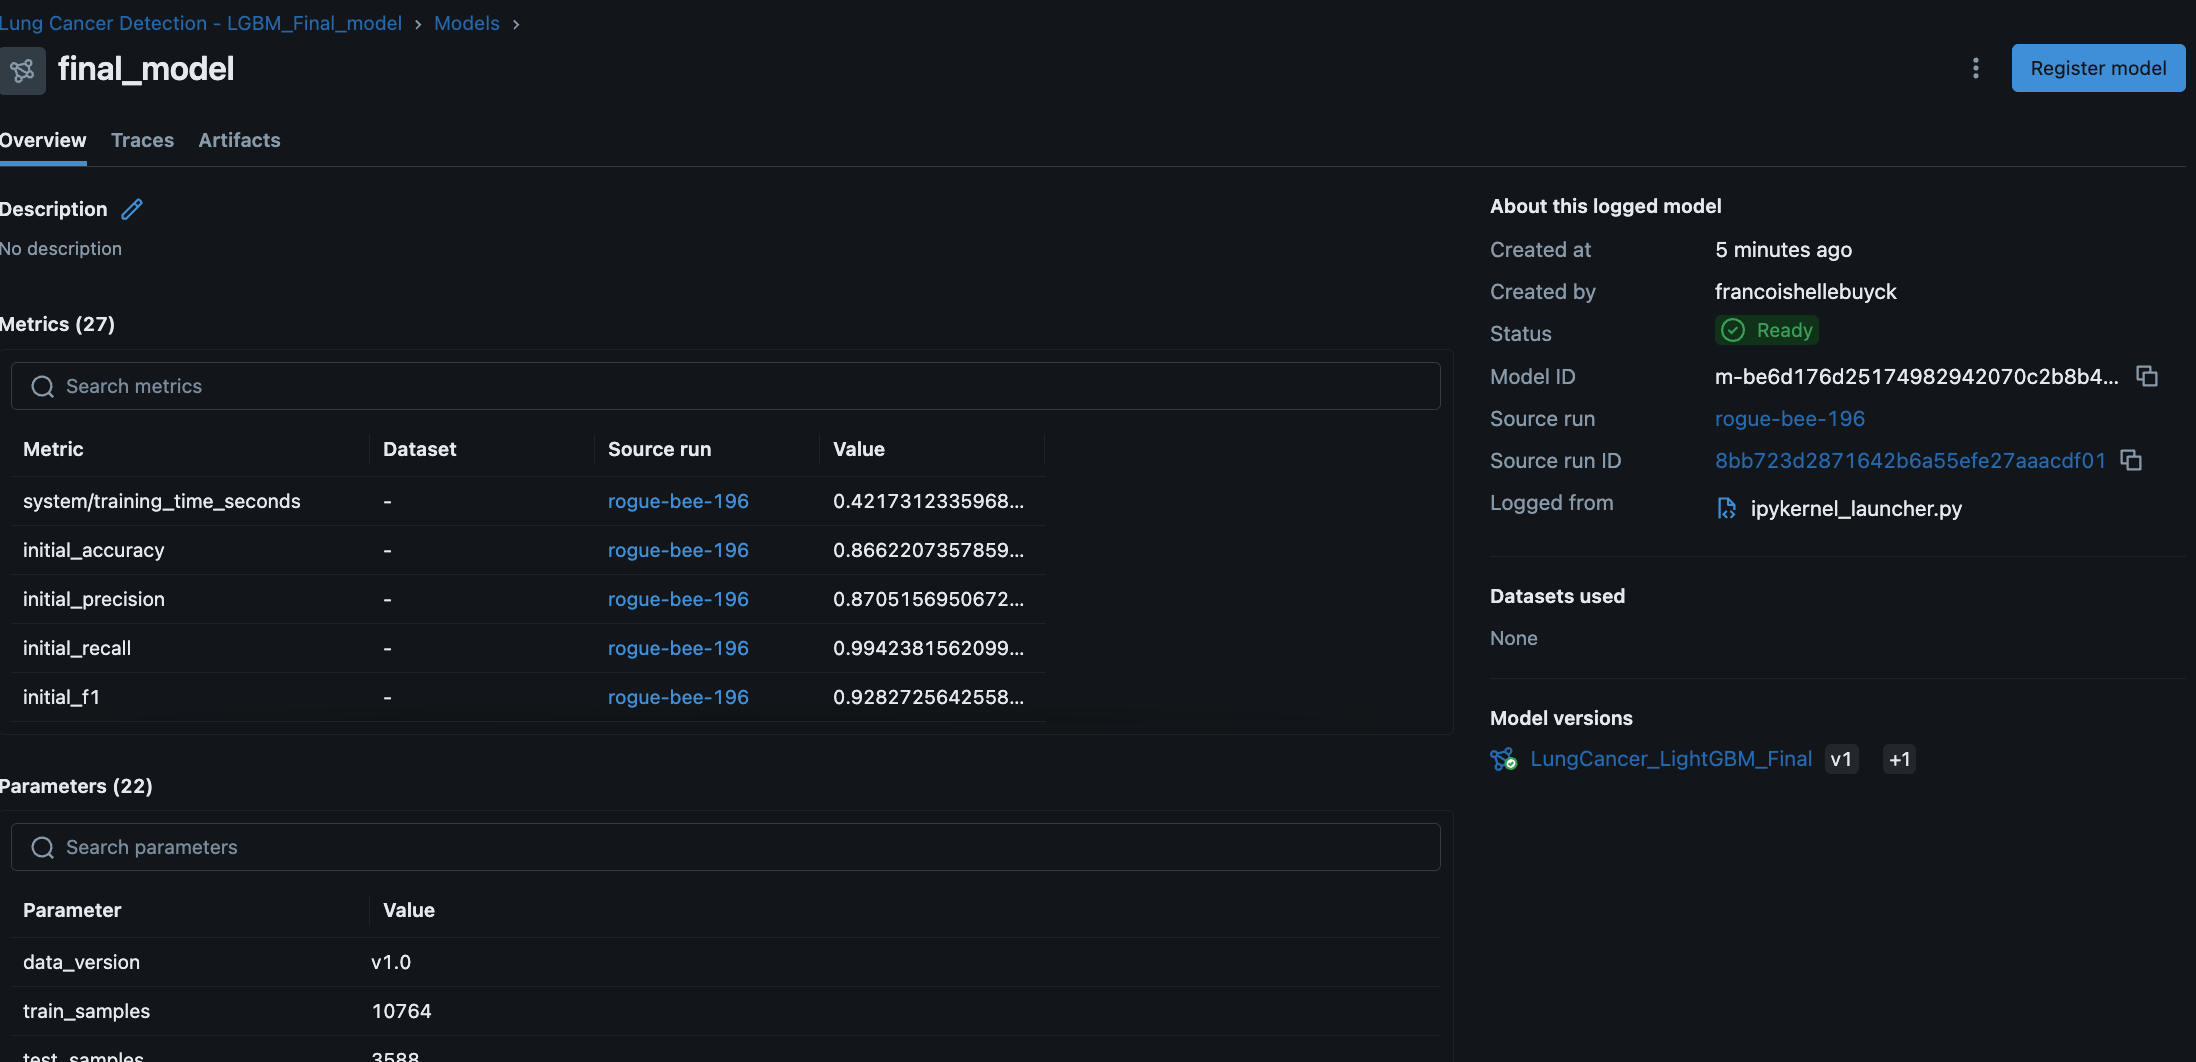 Lung Cancer Detection - LGBM_Final_model > Models >
final_model
Register model
Overview Traces Artifacts
Description
No description
Metrics (27)
Search metrics
Metric Dataset Source run Value
system/training_time_seconds - rogue-bee-196 0.4217312335968...
initial_accuracy - rogue-bee-196 0.8662207357859...
initial_precision - rogue-bee-196 0.8705156950672...
initial_recall - rogue-bee-196 0.9942381562099...
initial_f1 - rogue-bee-196 0.9282725642558...
Parameters (22)
Search parameters
Parameter Value
data_version v1.0
train_samples 10764
test_samples 3588
About this logged model
Created at 5 minutes ago
Created by francoishellebuyck
Status Ready
Model ID m-be6d176d25174982942070c2b8b4...
Source run rogue-bee-196
Source run ID 8bb723d2871642b6a55efe27aaacdf01
Logged from ipykernel_launcher.py
Datasets used
None
Model versions
LungCancer_LightGBM_Final v1 +1